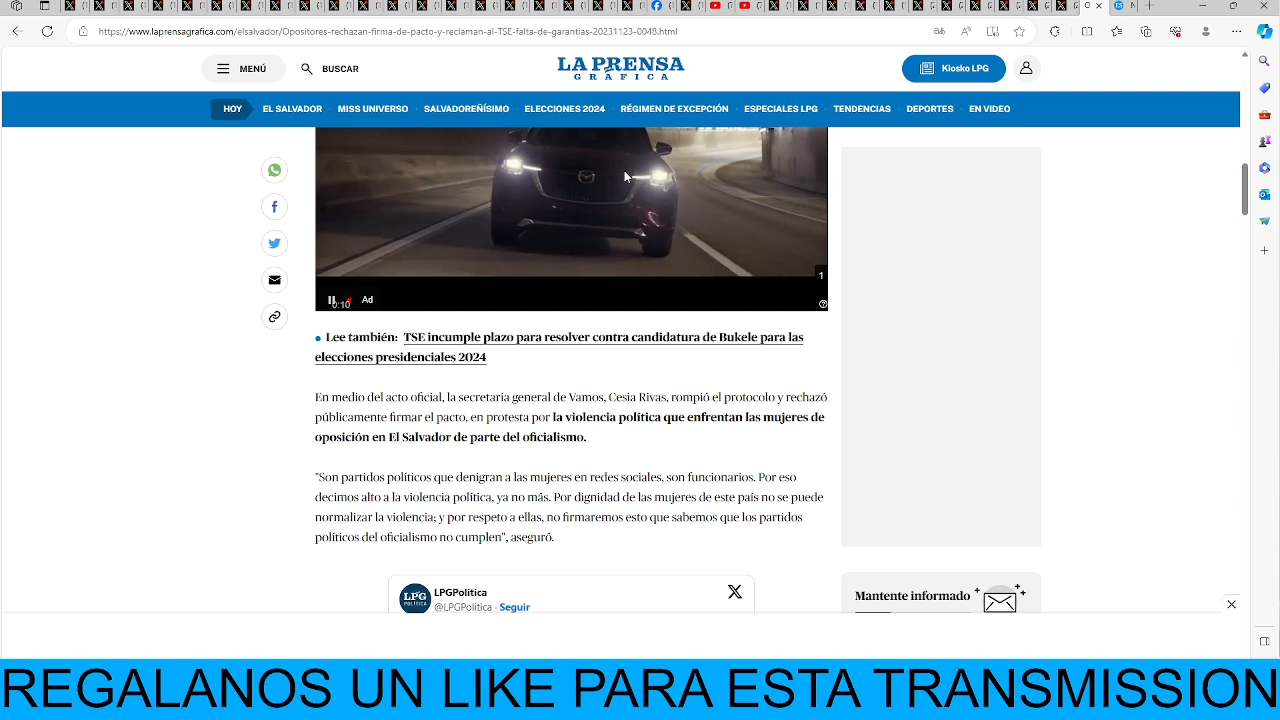 https://www.laprensagrafica.com/elsalvador/Opositores-rechazan-firma-de-pacto-y-reclaman-al-TSE-falta-de-garantias-20231123-0048.html
MENÚ
BUSCAR
LA PRENSA
GRÁFICA
Kiosko LPG
HOY
EL SALVADOR
MISS UNIVERSO
SALVADOREÑÍSIMO
ELECCIONES 2024
RÉGIMEN DE EXCEPCIÓN
ESPECIALES LPG
TENDENCIAS
DEPORTES
EN VIDEO
1
0:10
Ad
Lee también: TSE incumple plazo para resolver contra candidatura de Bukele para las
elecciones presidenciales 2024
En medio del acto oficial, la secretaria general de Vamos, Cesia Rivas, rompió el protocolo y rechazó
públicamente firmar el pacto, en protesta por la violencia política que enfrentan las mujeres de
oposición en El Salvador de parte del oficialismo.
"Son partidos políticos que denigran a las mujeres en redes sociales, son funcionarios. Por eso
decimos alto a la violencia política, ya no más. Por dignidad de las mujeres de este país no se puede
normalizar la violencia; y por respeto a ellas, no firmaremos esto que sabemos que los partidos
políticos del oficialismo no cumplen", aseguró.
LPG
POLÍTICA
LPGPolitica
@LPGPolitica · Seguir
Mantente informado
REGALANOS UN LIKE PARA ESTA TRANSMISSION